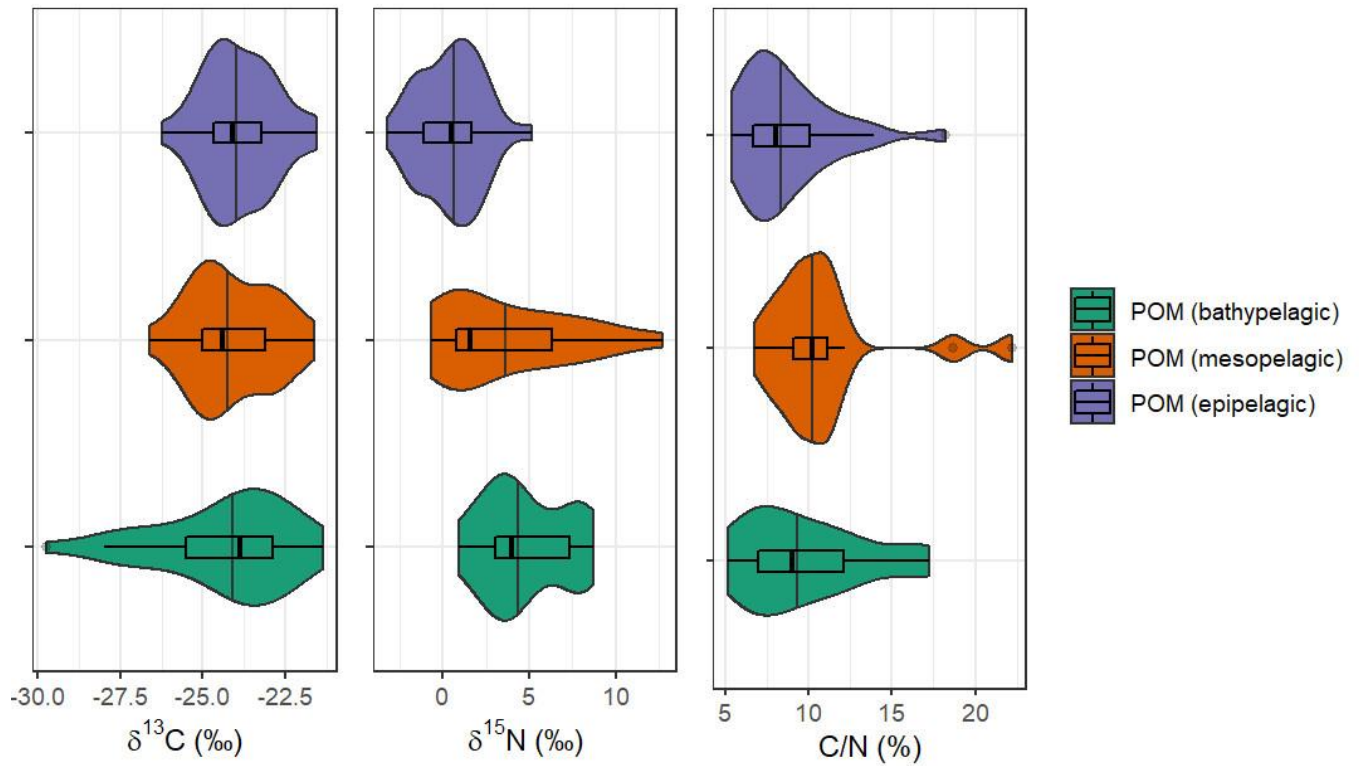 -30.0 -27.5 -25.0 -22.5
δ¹³C (‰)
0 5 10
δ¹⁵N (‰)
5 10 15 20
C/N (%)
POM (bathypelagic)
POM (mesopelagic)
POM (epipelagic)